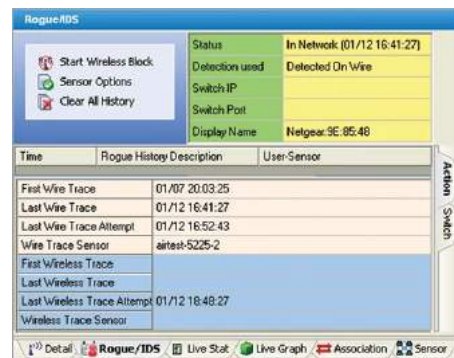 Rogue/IDS
Start Wireless Block
Sensor Options
Clear All History
Status In Network (01/12 16:41:27)
Detection used Detected On Wire
Switch IP
Switch Port
Display Name Netgear:9E:85:48
Time Rogue History Description User-Sensor
First Wire Trace 01/07 20:03:25
Last Wire Trace 01/12 16:41:27
Last Wire Trace Attempt 01/12 16:52:43
Wire Trace Sensor airtest-5225-2
First Wireless Trace
Last Wireless Trace
Last Wireless Trace Attempt 01/12 18:48:27
Wireless Trace Sensor
Action
Switch
Detail Rogue/IDS Live Stat Live Graph Association Sensor